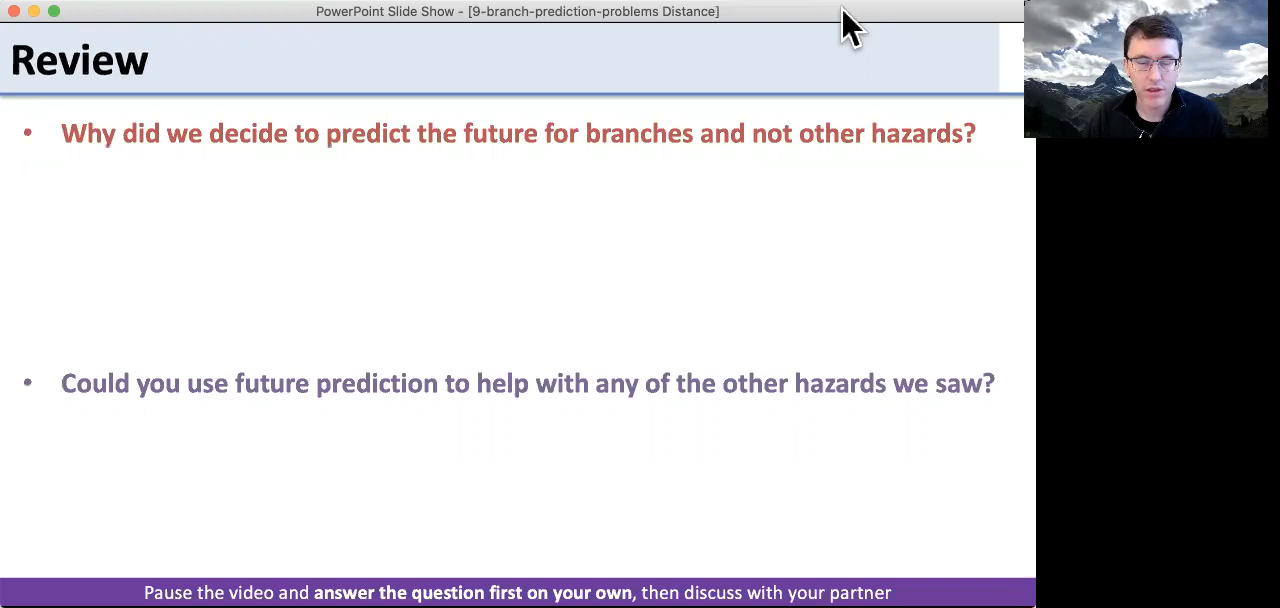 PowerPoint Slide Show - [9-branch-prediction-problems Distance]
Review
• Why did we decide to predict the future for branches and not other hazards?
• Could you use future prediction to help with any of the other hazards we saw?
Pause the video and answer the question first on your own, then discuss with your partner